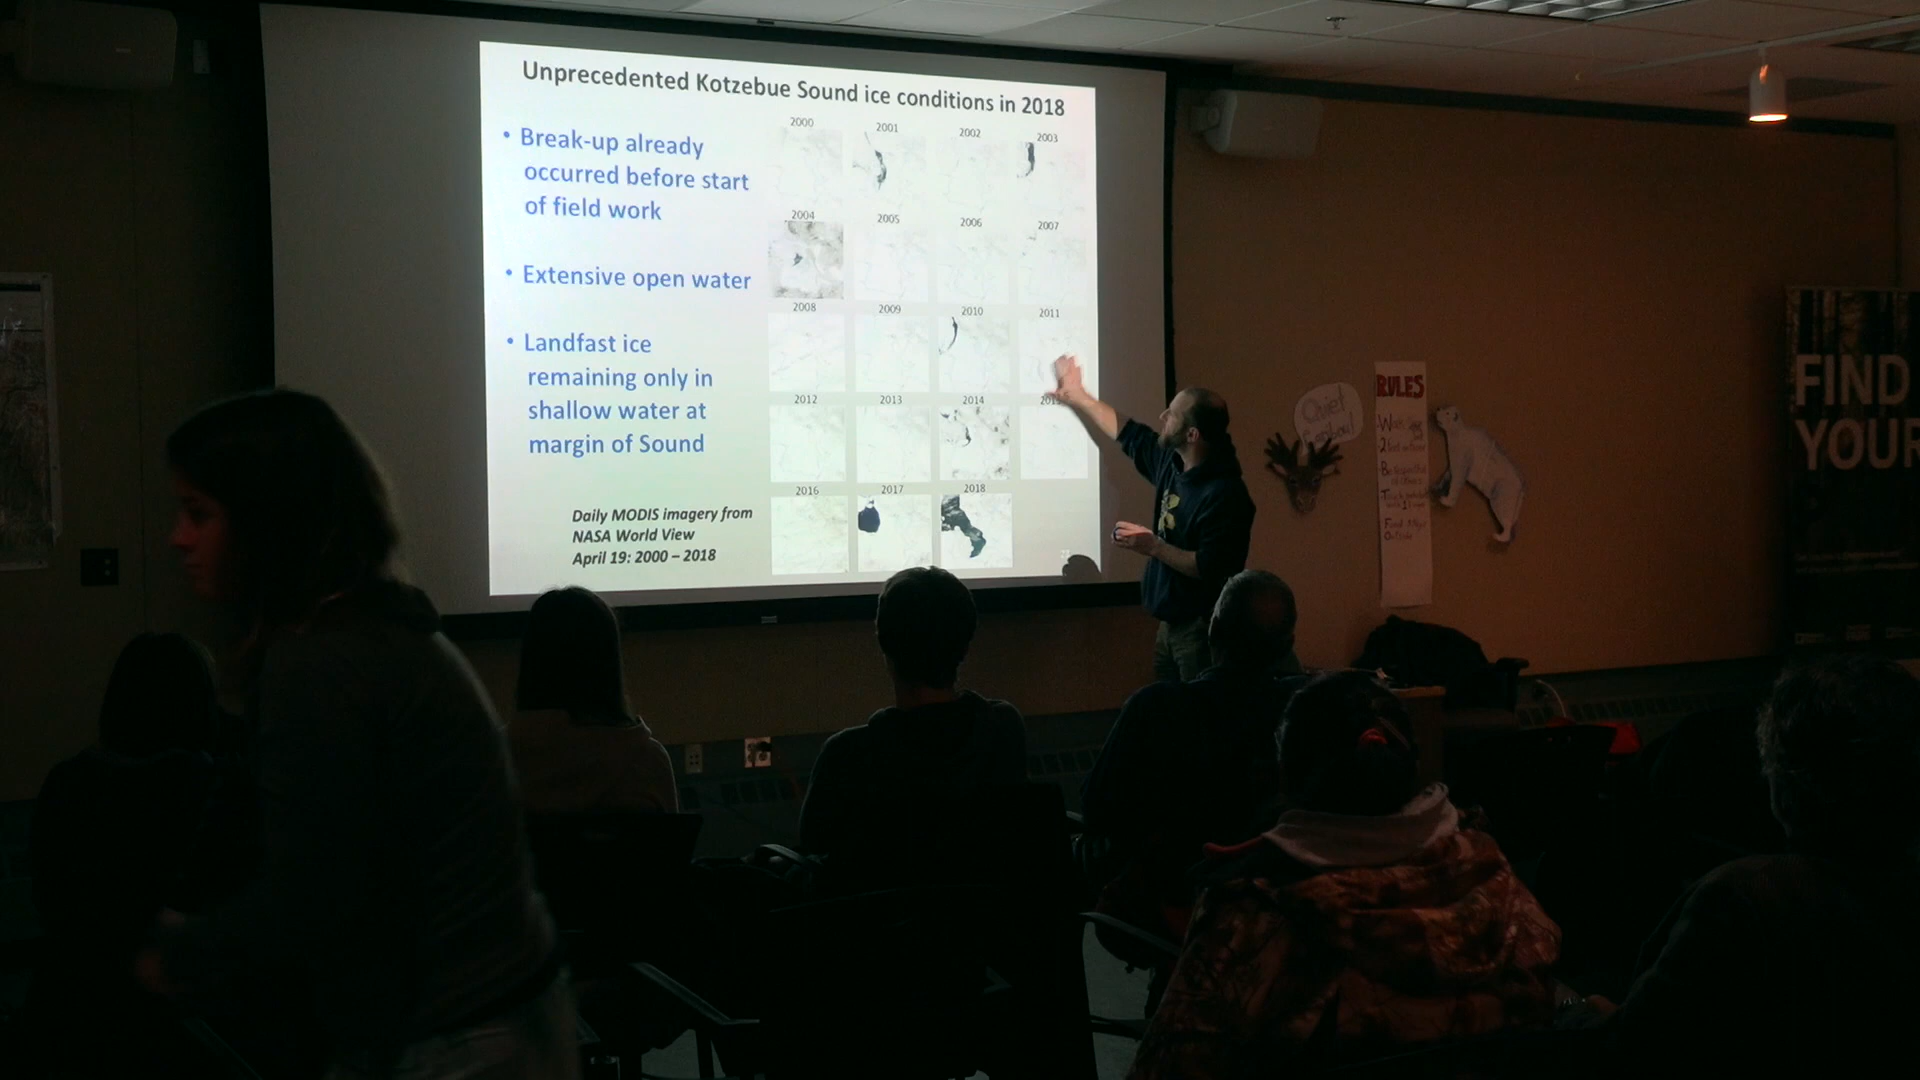 Unprecedented Kotzebue Sound ice conditions in 2018
• Break-up already
occurred before start
of field work
• Extensive open water
• Landfast ice
remaining only in
shallow water at
margin of Sound
Daily MODIS imagery from
NASA World View
April 19: 2000 – 2018
2000 2001 2002 2003
2004 2005 2006 2007
2008 2009 2010 2011
2012 2013 2014
2016 2017 2018
Quiet
RULES
FIND
YOUR